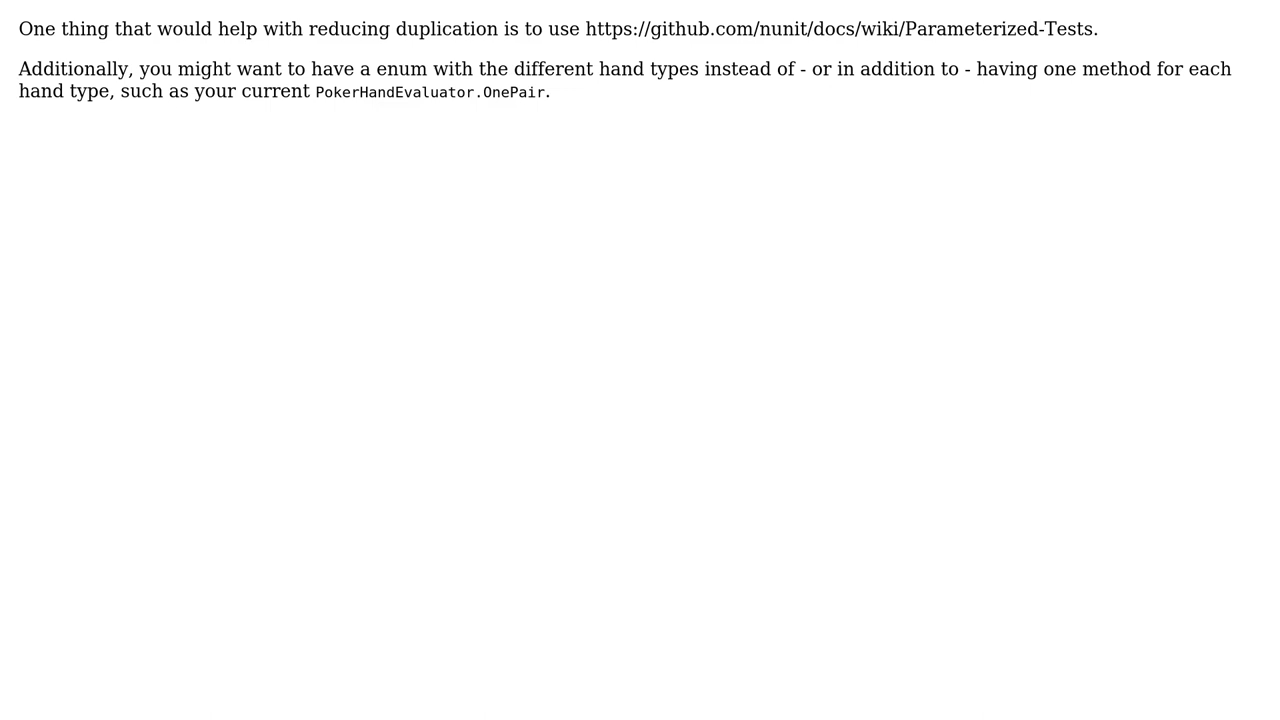 One thing that would help with reducing duplication is to use https://github.com/nunit/docs/wiki/Parameterized-Tests.
Additionally, you might want to have a enum with the different hand types instead of - or in addition to - having one method for each
hand type, such as your current PokerHandEvaluator.OnePair.